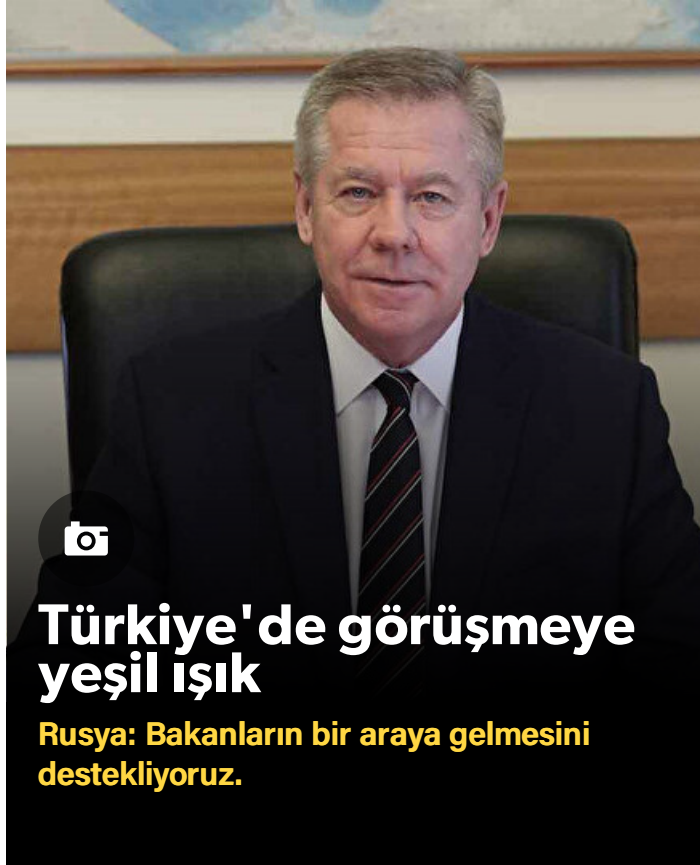 Türkiye'de görüşmeye
yeşil ışık
Rusya: Bakanların bir araya gelmesini
destekliyoruz.